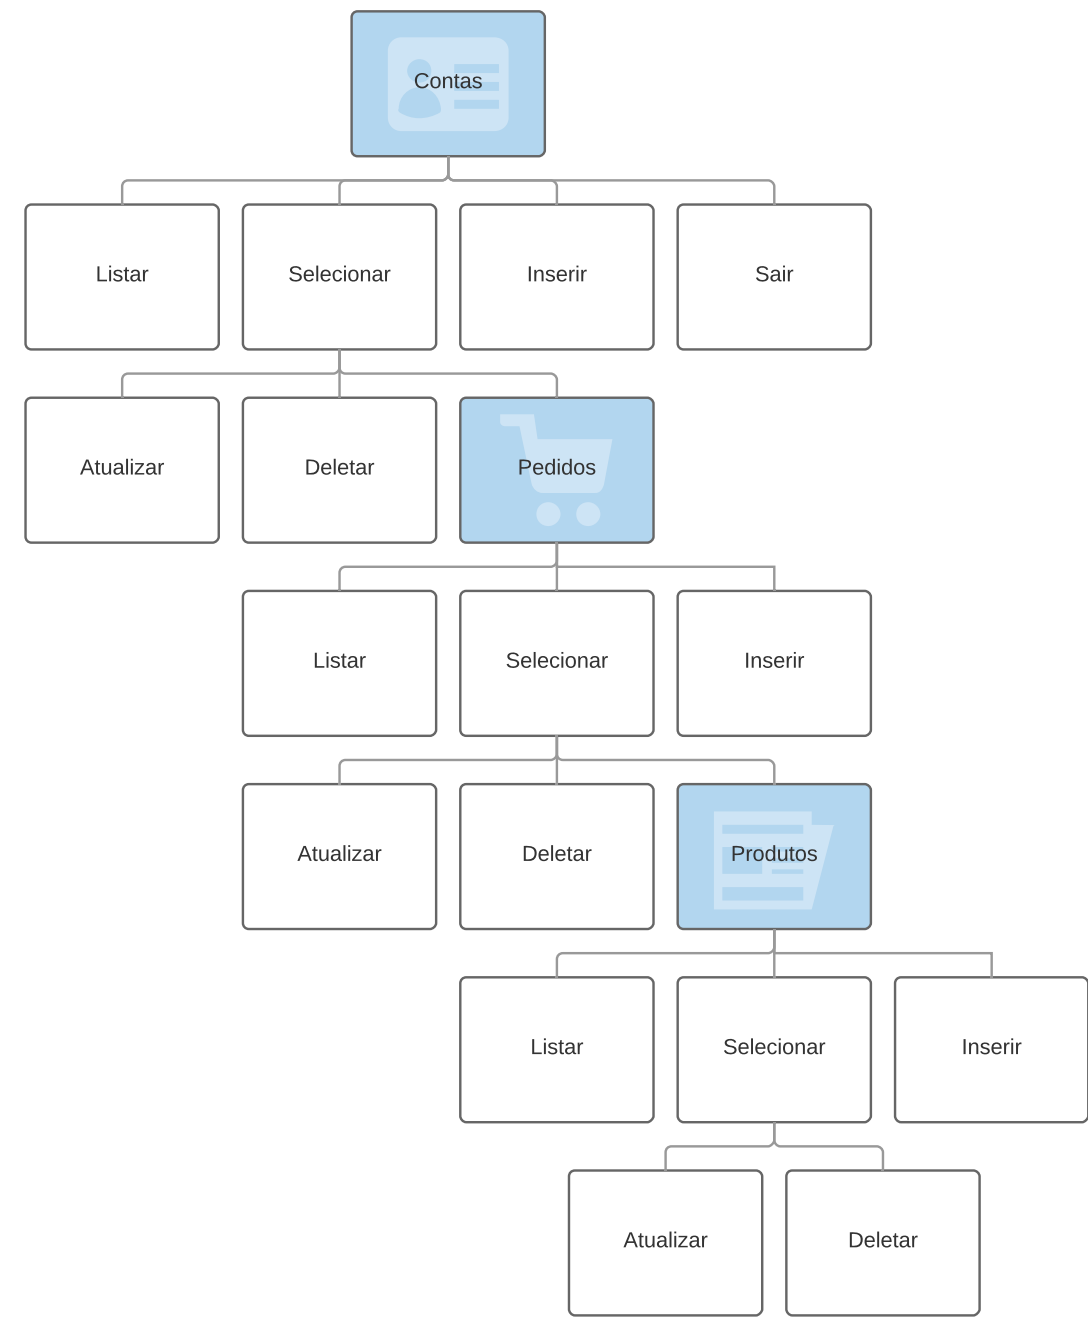 Contas
Listar
Selecionar
Inserir
Sair
Atualizar
Deletar
Pedidos
Listar
Selecionar
Inserir
Atualizar
Deletar
Produtos
Listar
Selecionar
Inserir
Atualizar
Deletar